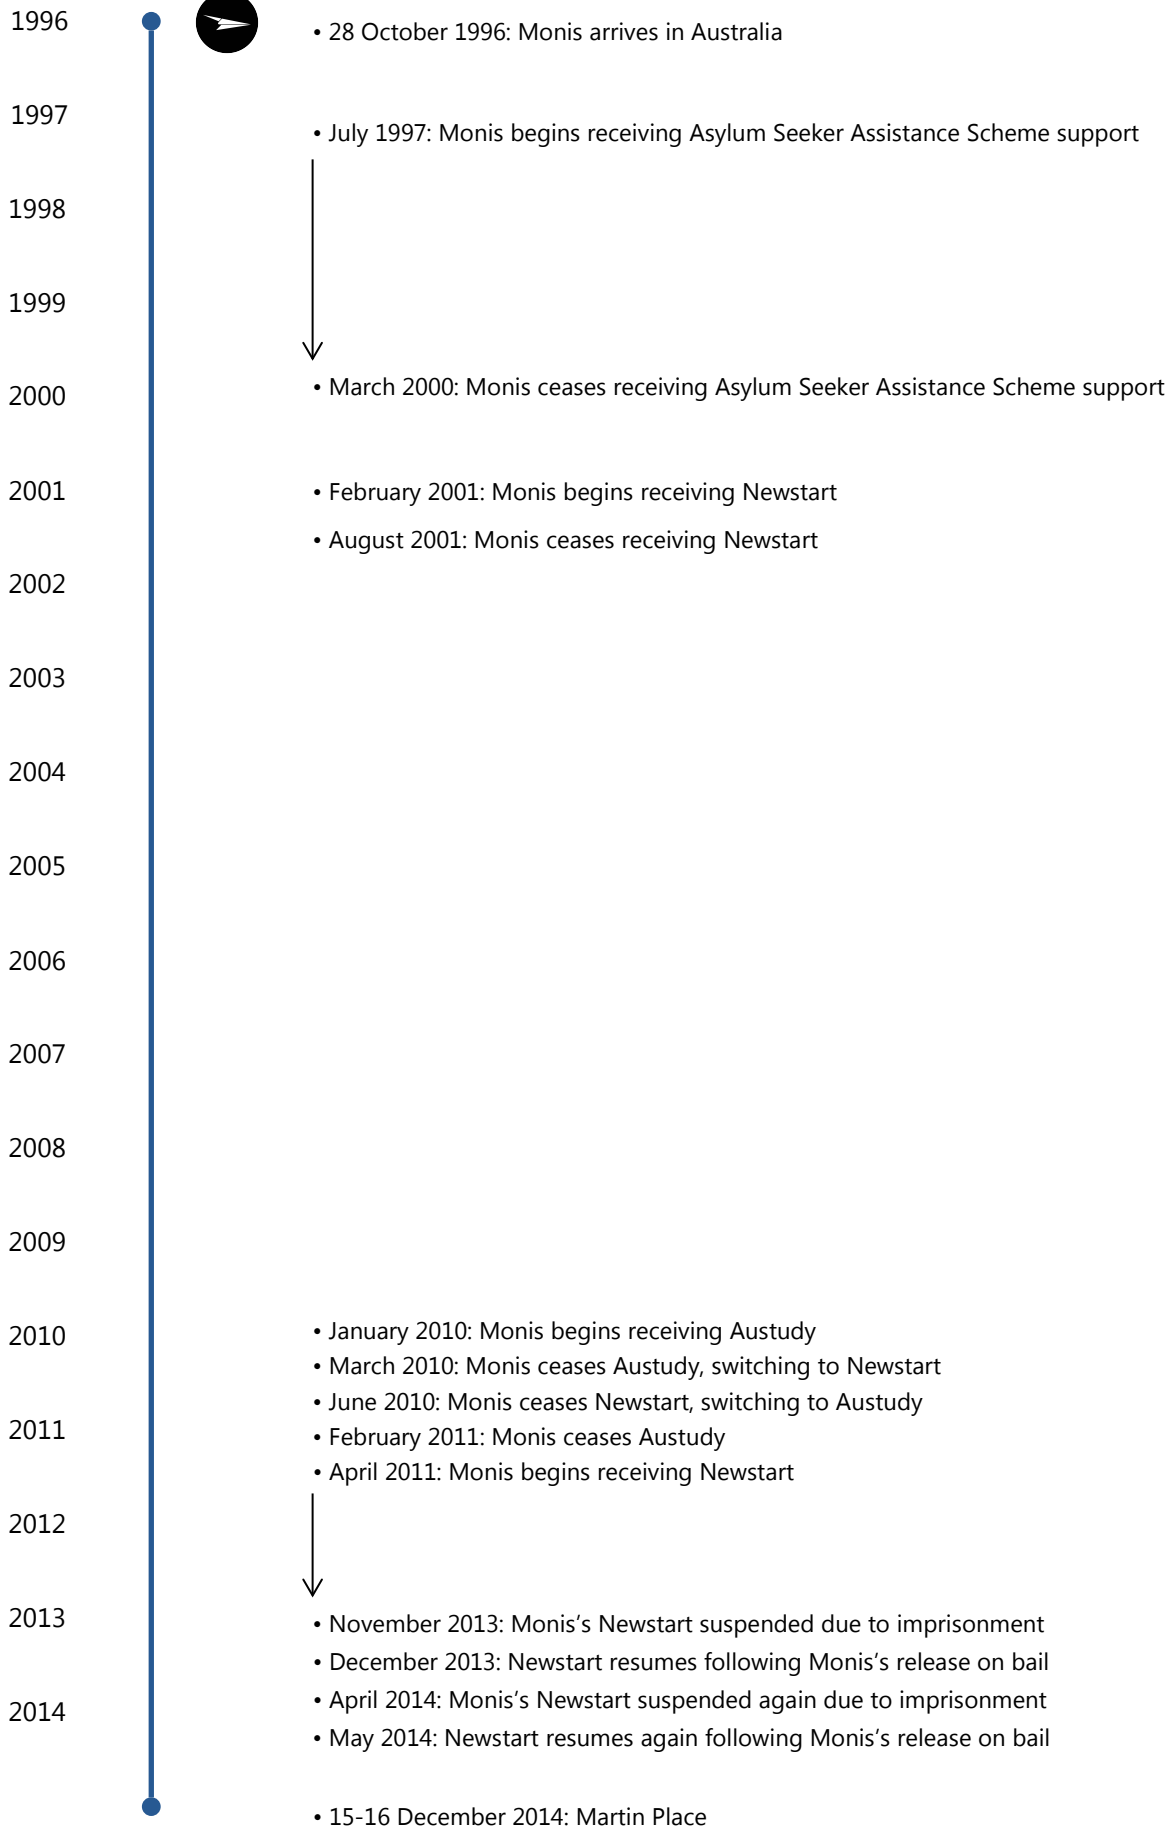 1996
• 28 October 1996: Monis arrives in Australia
1997
• July 1997: Monis begins receiving Asylum Seeker Assistance Scheme support
1998
1999
2000
• March 2000: Monis ceases receiving Asylum Seeker Assistance Scheme support
2001
• February 2001: Monis begins receiving Newstart
• August 2001: Monis ceases receiving Newstart
2002
2003
2004
2005
2006
2007
2008
2009
2010
• January 2010: Monis begins receiving Austudy
• March 2010: Monis ceases Austudy, switching to Newstart
• June 2010: Monis ceases Newstart, switching to Austudy
2011
• February 2011: Monis ceases Austudy
• April 2011: Monis begins receiving Newstart
2012
2013
• November 2013: Monis’s Newstart suspended due to imprisonment
• December 2013: Newstart resumes following Monis’s release on bail
• April 2014: Monis’s Newstart suspended again due to imprisonment
2014
• May 2014: Newstart resumes again following Monis’s release on bail
• 15-16 December 2014: Martin Place